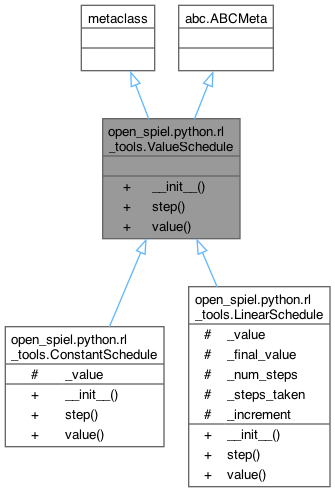 metaclass
abc.ABCMeta
open_spiel.python.rl
_tools.ValueSchedule
+ __init__()
+ step()
+ value()
open_spiel.python.rl
_tools.ConstantSchedule
# _value
+ __init__()
+ step()
+ value()
open_spiel.python.rl
_tools.LinearSchedule
# _value
# _final_value
# _num_steps
# _steps_taken
# _increment
+ __init__()
+ step()
+ value()